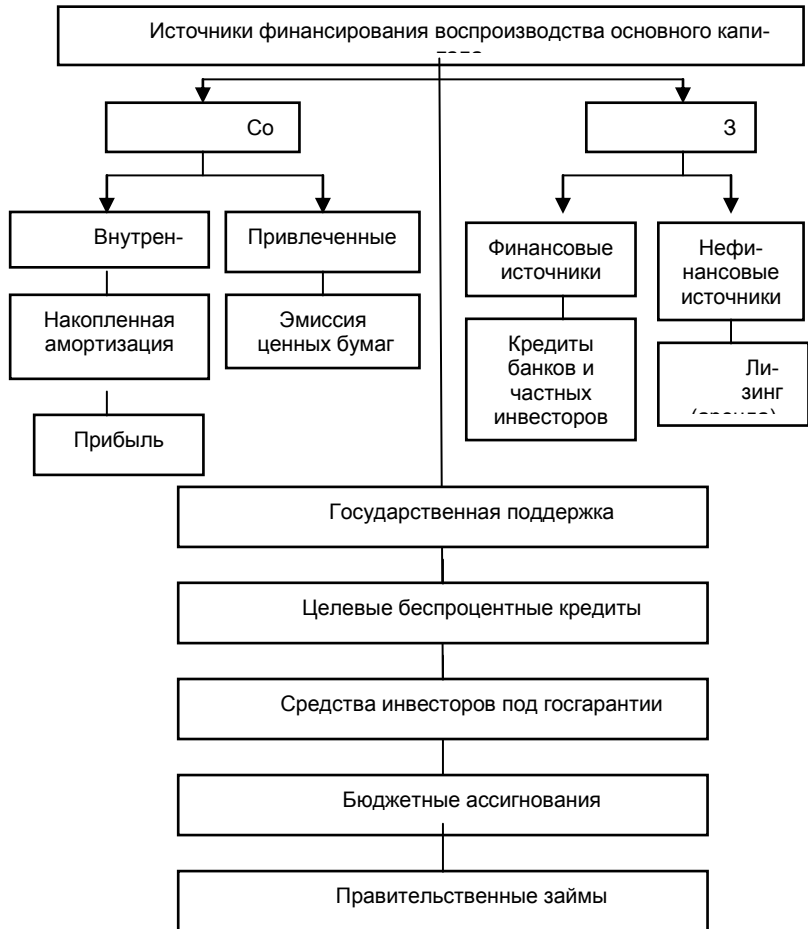 Источники финансирования воспроизводства основного капи-
Со
З
Внутрен-
Привлеченные
Финансовые
источники
Нефи-
нансовые
источники
Накопленная
амортизация
Эмиссия
ценных бумаг
Кредиты
банков и
частных
инвесторов
Ли-
зинг
Прибыль
Государственная поддержка
Целевые беспроцентные кредиты
Средства инвесторов под госгарантии
Бюджетные ассигнования
Правительственные займы